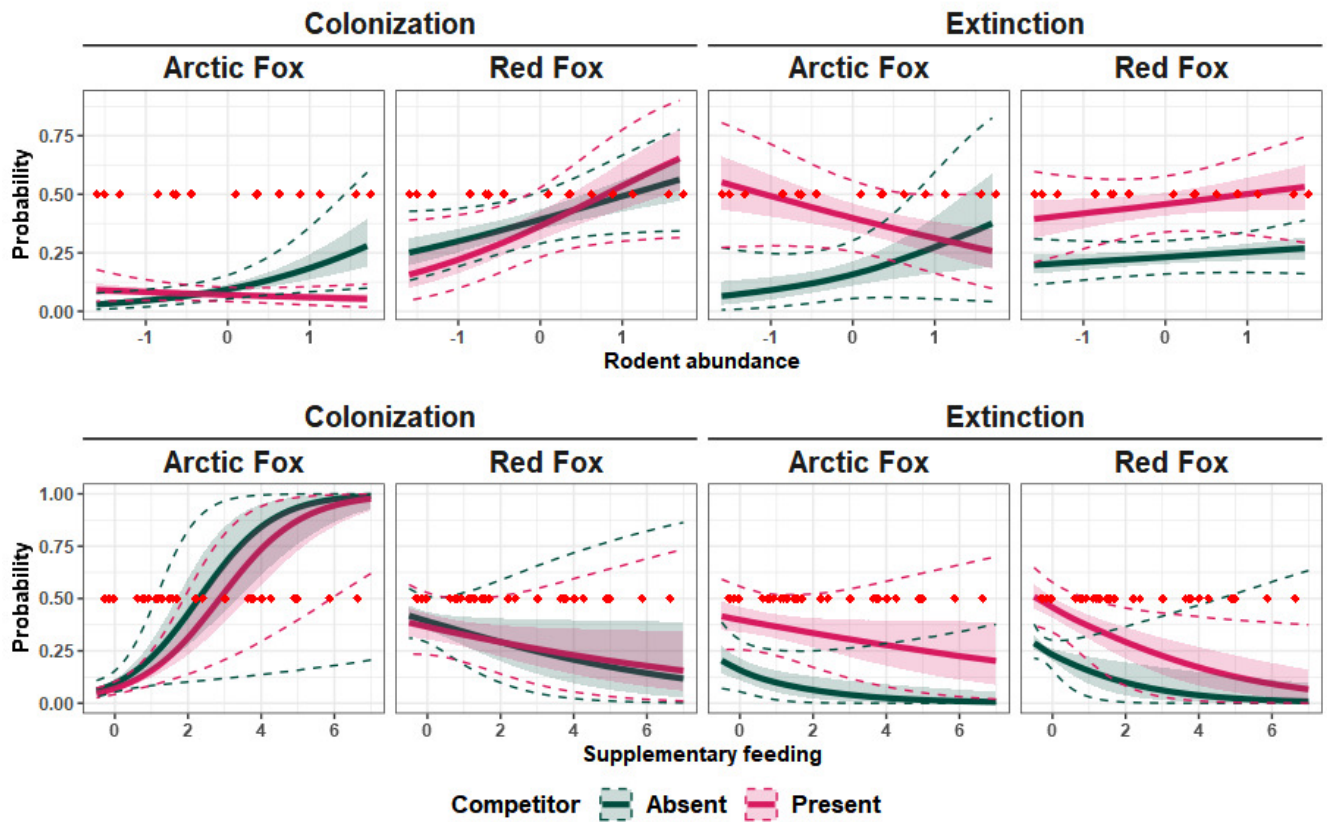 Colonization Extinction
Arctic Fox Red Fox Arctic Fox Red Fox
Probability
0.75
0.50
0.25
0.00
-1 0 1 -1 0 1 -1 0 1 -1 0 1
Rodent abundance
Colonization Extinction
Arctic Fox Red Fox Arctic Fox Red Fox
Probability
1.00
0.75
0.50
0.25
0.00
0 2 4 6 0 2 4 6 0 2 4 6 0 2 4 6
Supplementary feeding
Competitor Absent Present